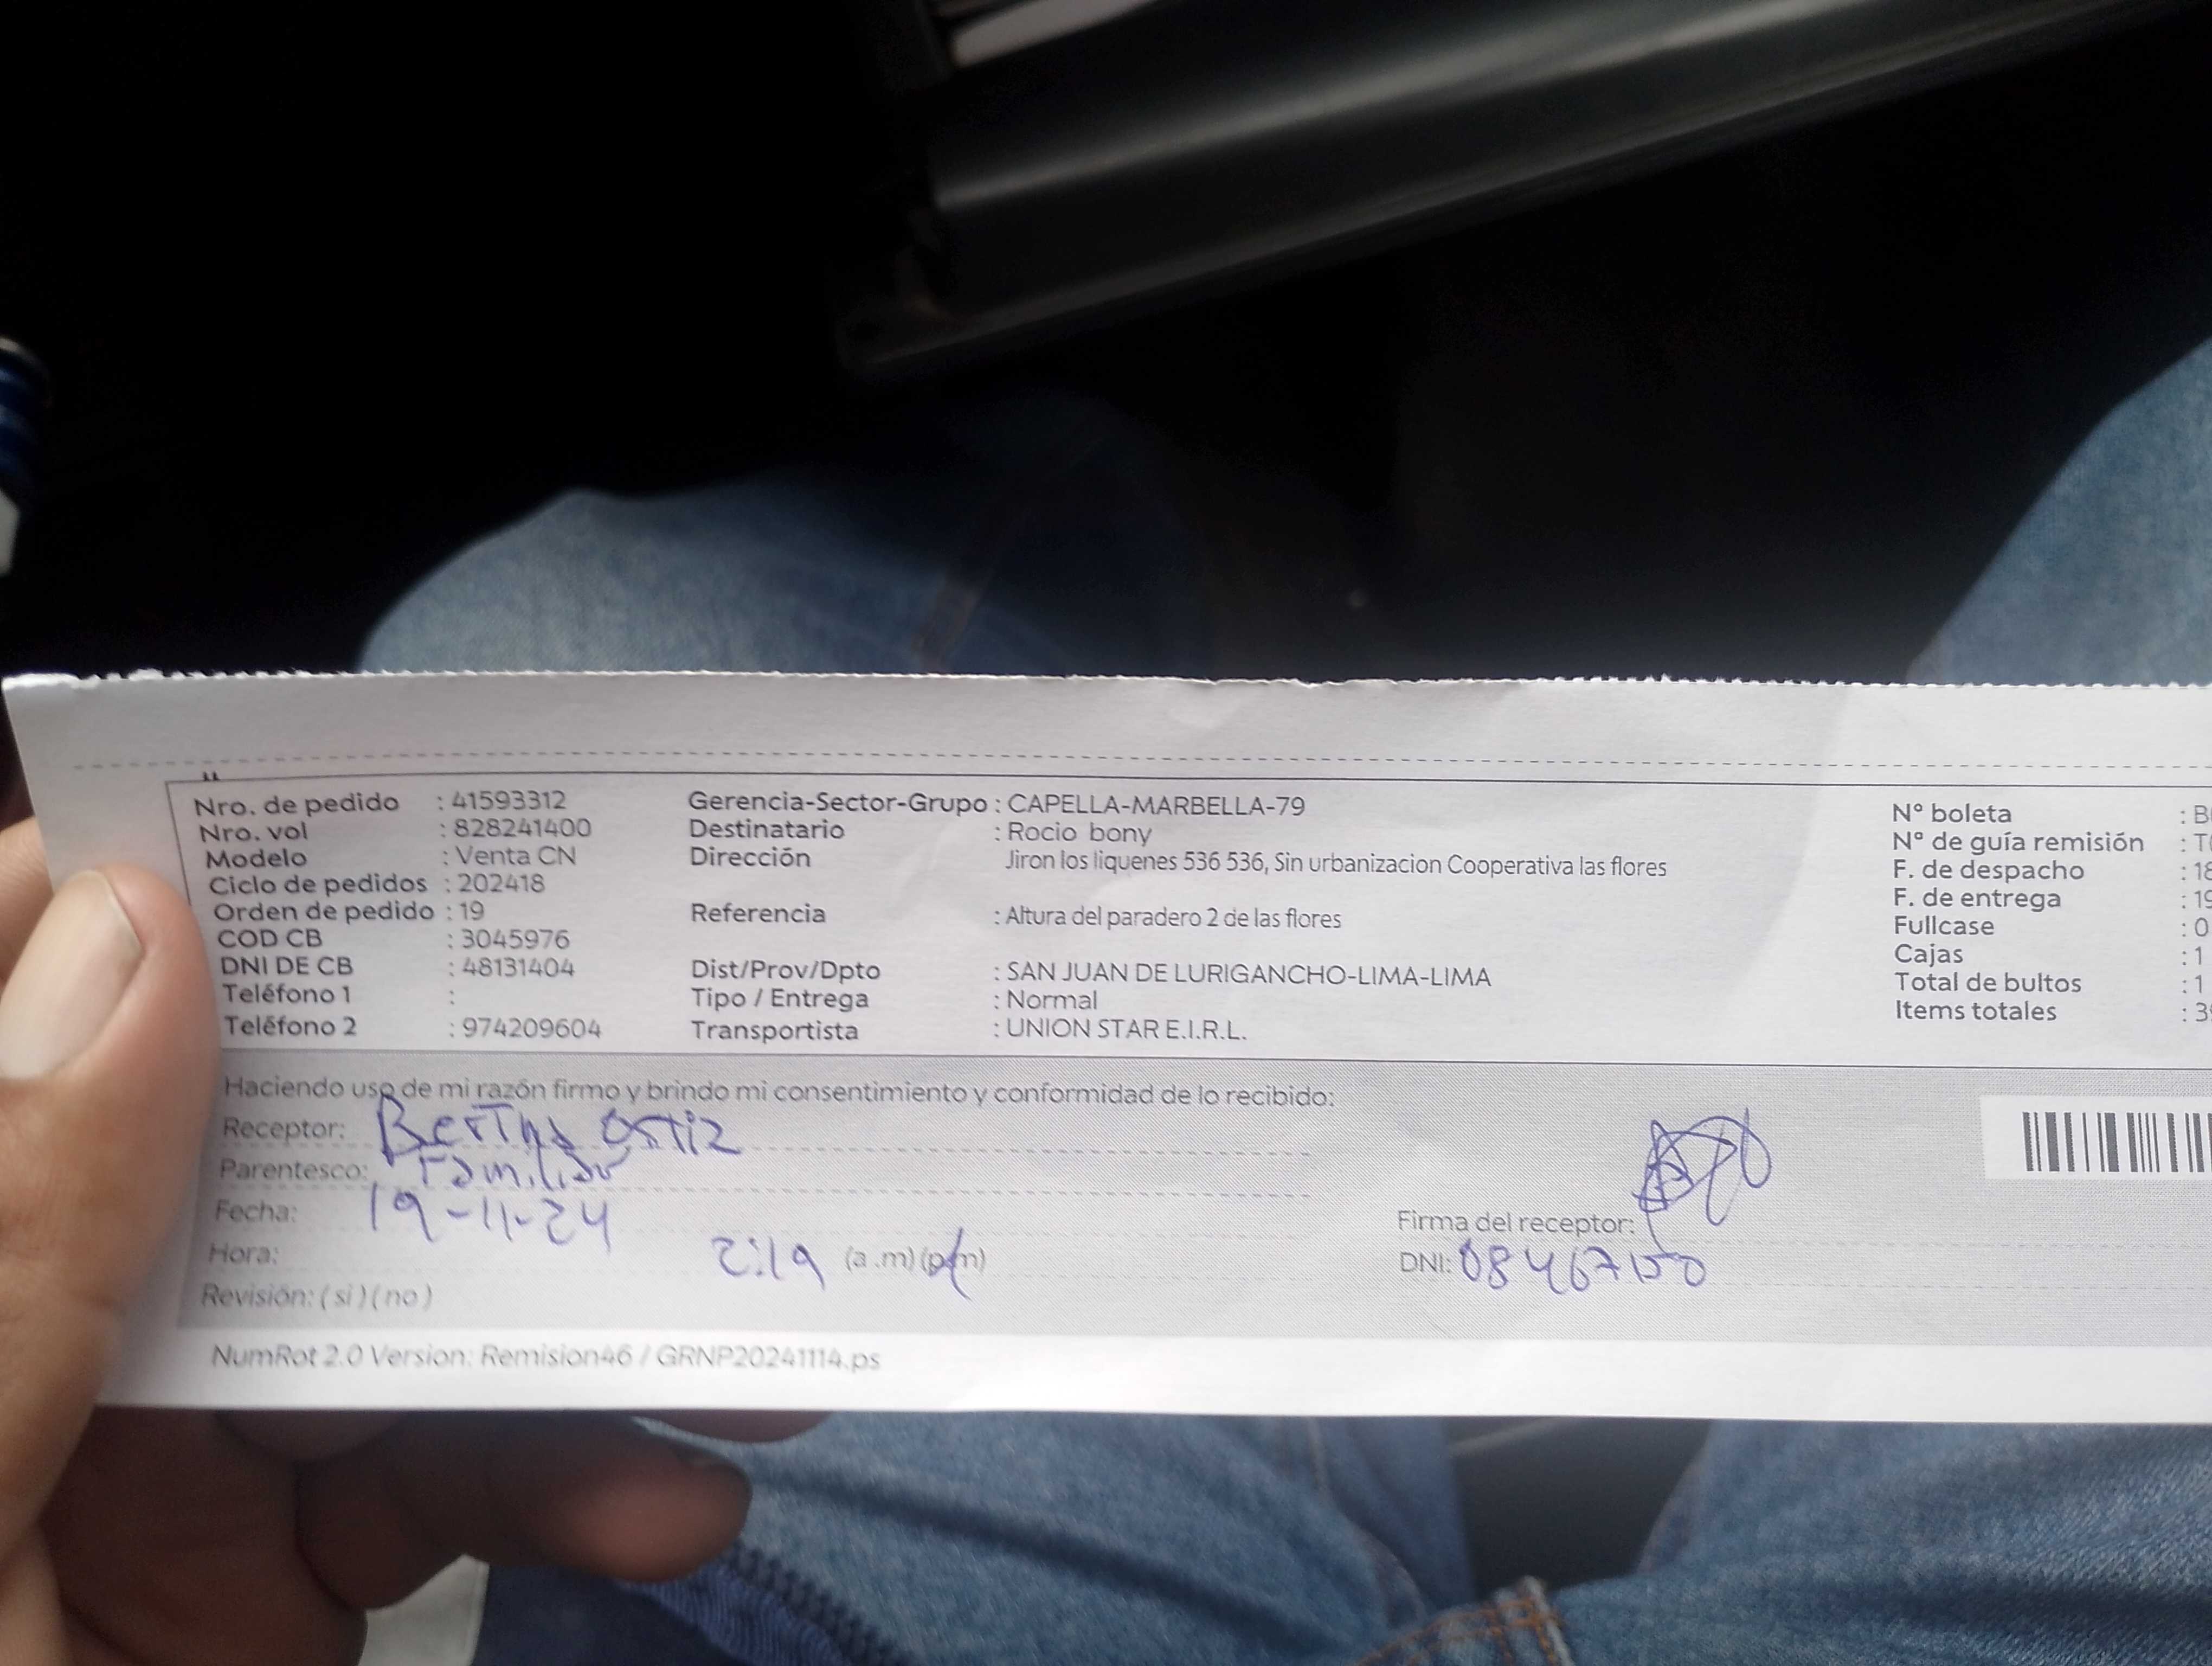 Nro. de pedido : 41593312
Nro. vol : 828241400
Modelo : Venta CN
Ciclo de pedidos : 202418
Orden de pedido : 19
COD CB : 3045976
DNI DE CB : 48131404
Teléfono 1 :
Teléfono 2 : 974209604
Gerencia-Sector-Grupo : CAPELLA-MARBELLA-79
Destinatario : Rocio bony
Dirección Jiron los liquenes 536 536, Sin urbanizacion Cooperativa las flores
Referencia : Altura del paradero 2 de las flores
Dist/Prov/Dpto : SAN JUAN DE LURIGANCHO-LIMA-LIMA
Tipo / Entrega : Normal
Transportista : UNION STAR E.I.R.L.
N° boleta : B
N° de guía remisión : T
F. de despacho : 18
F. de entrega : 19
Fullcase : 0
Cajas : 1
Total de bultos : 1
Items totales : 3
Haciendo uso de mi razón firmo y brindo mi consentimiento y conformidad de lo recibido:
Receptor: Bertha Ortiz
Parentesco: Familiar
Fecha: 19-11-24
Hora: 2:19 (a.m) (p.m)
Revisión: ( si ) ( no )
Firma del receptor:
DNI: 08467150
NumRot 2.0 Version: Remision46 / GRNP20241114.ps